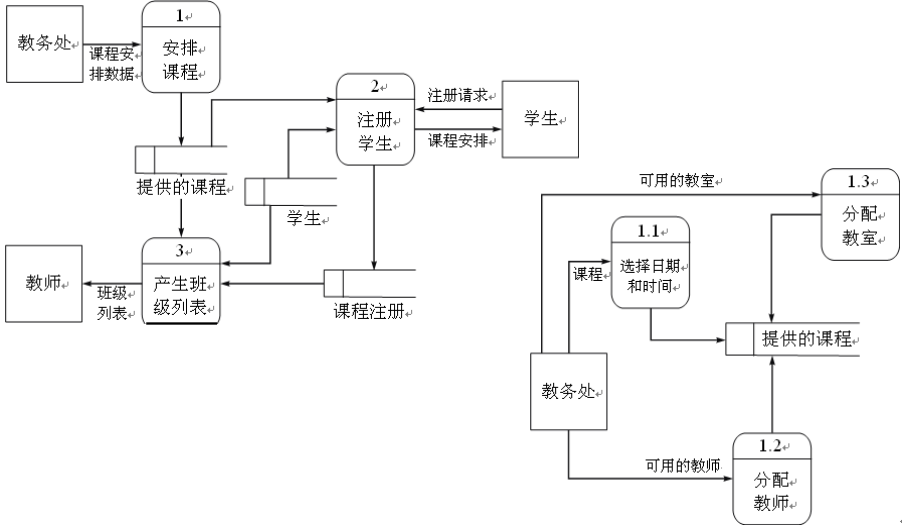 1
教务处
课程安
排数据
安排
课程
2
注册
学生
注册请求
课程安排
学生
提供的课程
学生
3
产生班
级列表
教师
班级
列表
课程注册
可用的教室
1.3
分配
教室
1.1
选择日期
和时间
课程
提供的课程
教务处
可用的教师
1.2
分配
教师